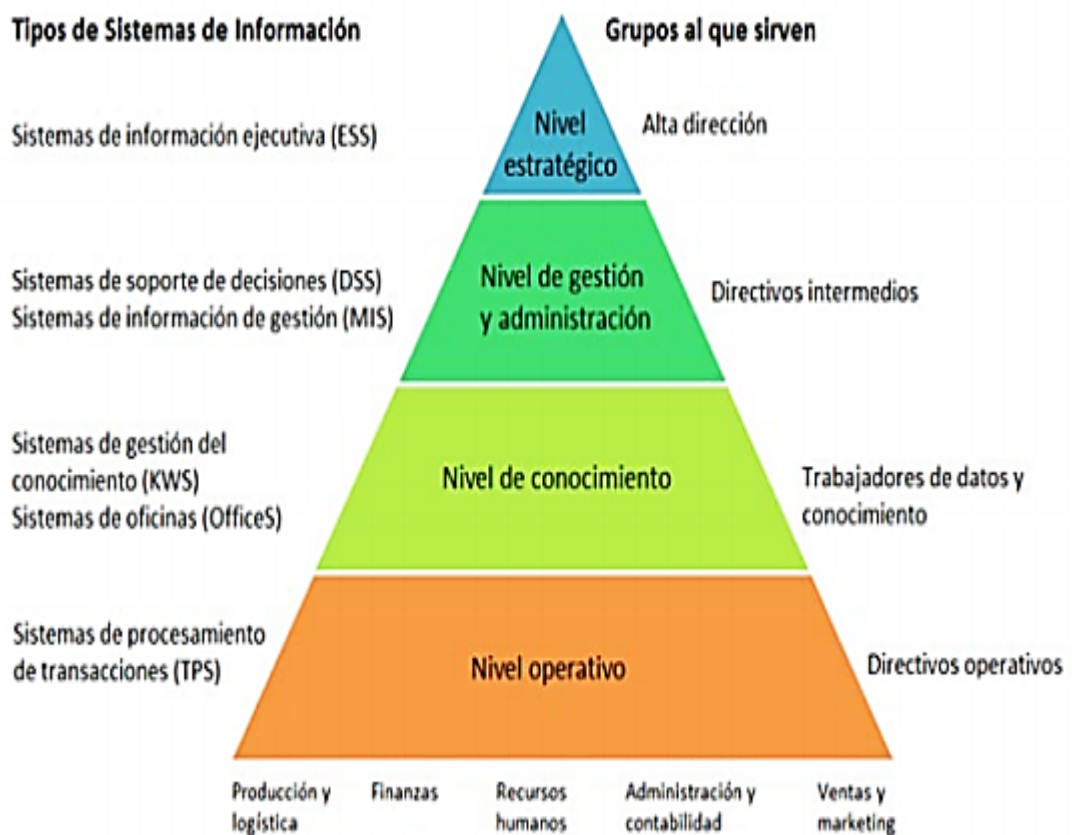 Tipos de Sistemas de Información
Grupos al que sirven
Sistemas de información ejecutiva (ESS)
Nivel
estratégico
Alta dirección
Sistemas de soporte de decisiones (DSS)
Sistemas de información de gestión (MIS)
Nivel de gestión
y administración
Directivos intermedios
Sistemas de gestión del
conocimiento (KWS)
Sistemas de oficinas (OfficeS)
Nivel de conocimiento
Trabajadores de datos y
conocimiento
Sistemas de procesamiento
de transacciones (TPS)
Nivel operativo
Directivos operativos
Producción y
logística
Finanzas
Recursos
humanos
Administración y
contabilidad
Ventas y
marketing